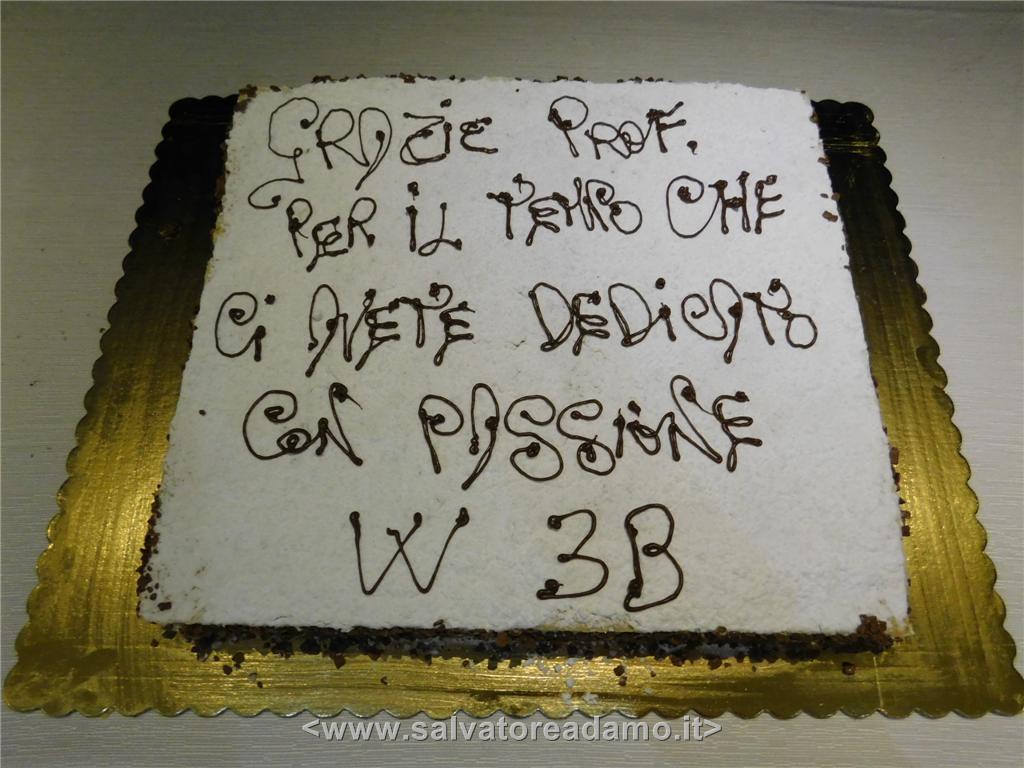 GRAZIE PROF.
PER IL TEMPO CHE
CI AVETE DEDICATO
CON PASSIONE
W 3B
<www.salvatoreadamo.it>